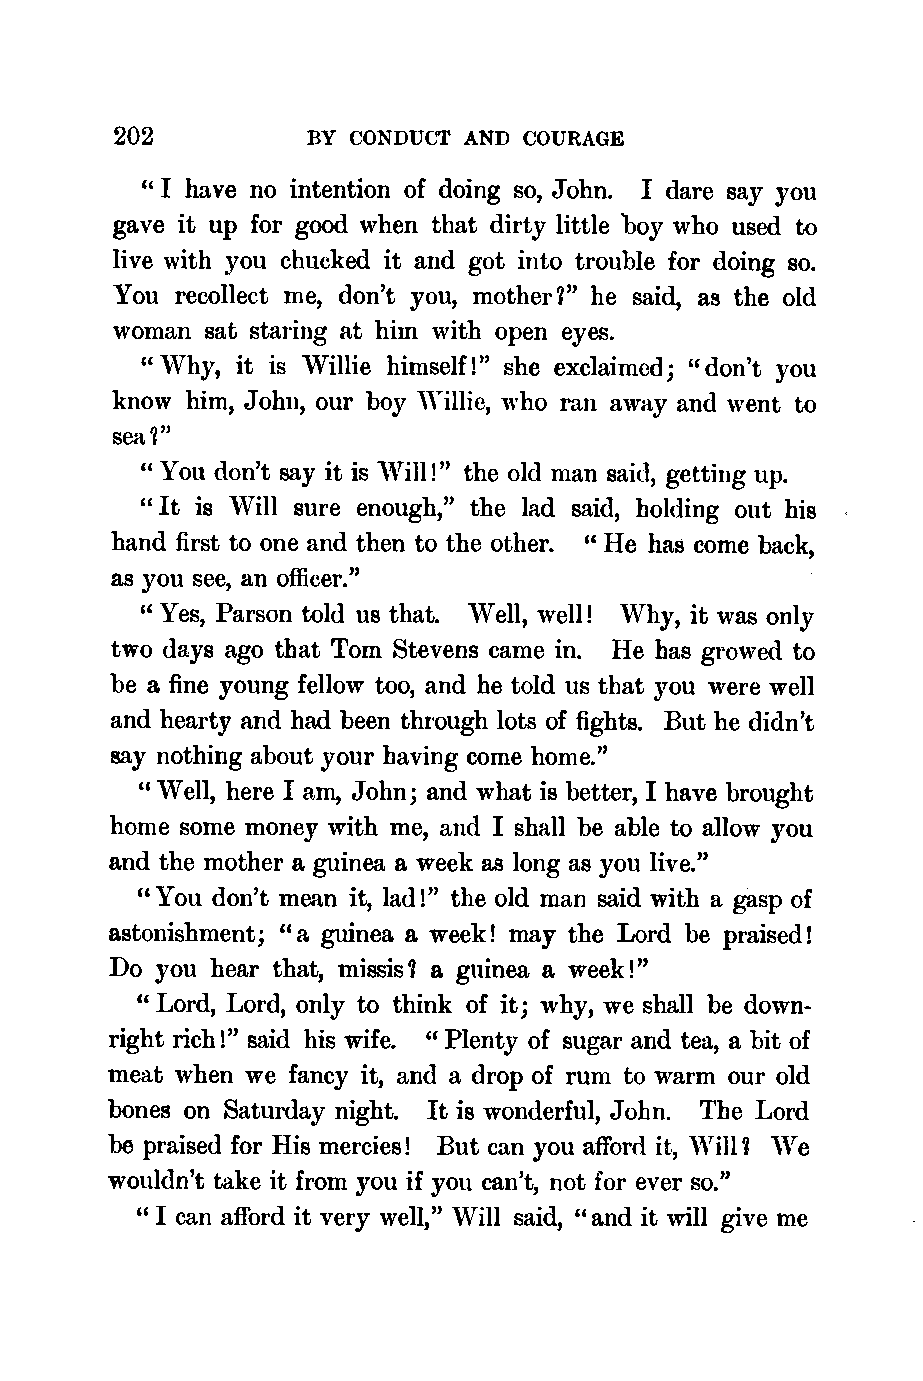 202 BY CONDUCT AND COURAGE
"I have no intention of doing so, John. I dare say you
gave it up for good when that dirty little boy who used to
live with you chucked it and got into trouble for doing so.
You recollect me, don't you, mother?" he said, as the old
woman sat staring at him with open eyes.
"Why, it is Willie himself!" she exclaimed; "don't you
know him, John, our boy Willie, who ran away and went to
sea?"
"You don't say it is Will!" the old man said, getting up.
"It is Will sure enough," the lad said, holding out his
hand first to one and then to the other. "He has come back,
as you see, an officer."
"Yes, Parson told us that. Well, well! Why, it was only
two days ago that Tom Stevens came in. He has growed to
be a fine young fellow too, and he told us that you were well
and hearty and had been through lots of fights. But he didn't
say nothing about your having come home."
"Well, here I am, John; and what is better, I have brought
home some money with me, and I shall be able to allow you
and the mother a guinea a week as long as you live."
"You don't mean it, lad!" the old man said with a gasp of
astonishment; "a guinea a week! may the Lord be praised!
Do you hear that, missis? a guinea a week!"
"Lord, Lord, only to think of it; why, we shall be down-
right rich!" said his wife. "Plenty of sugar and tea, a bit of
meat when we fancy it, and a drop of rum to warm our old
bones on Saturday night. It is wonderful, John. The Lord
be praised for His mercies! But can you afford it, Will? We
wouldn't take it from you if you can't, not for ever so."
"I can afford it very well," Will said, "and it will give me